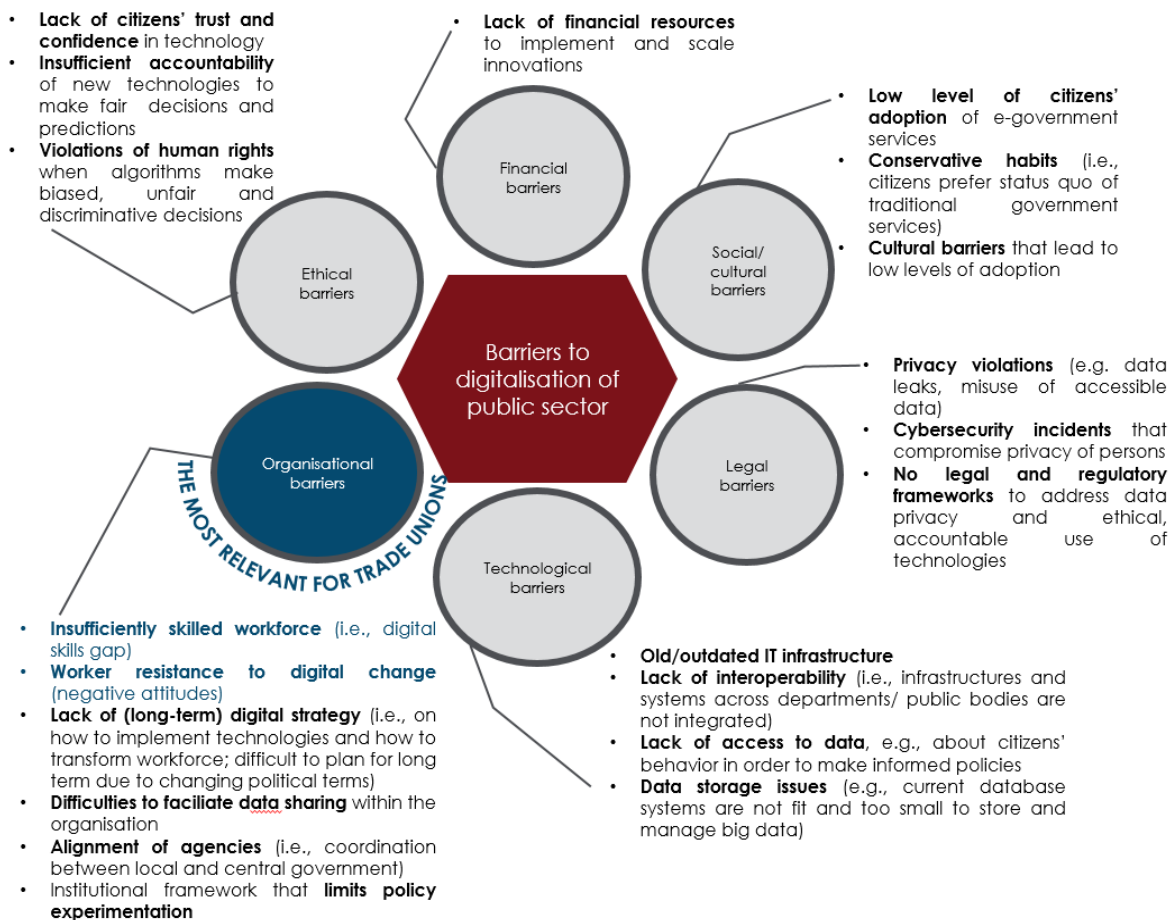 • Lack of citizens' trust and
confidence in technology
• Insufficient accountability
of new technologies to
make fair decisions and
predictions
• Violations of human rights
when algorithms make
biased, unfair and
discriminative decisions
• Lack of financial resources
to implement and scale
innovations
• Low level of citizens'
adoption of e-government
services
• Conservative habits (i.e.,
citizens prefer status quo of
traditional government
services)
• Cultural barriers that lead to
low levels of adoption
Financial
barriers
Ethical
barriers
Social/
cultural
barriers
Barriers to
digitalisation of
public sector
• Privacy violations (e.g. data
leaks, misuse of accessible
data)
• Cybersecurity incidents that
compromise privacy of persons
• No legal and regulatory
frameworks to address data
privacy and ethical,
accountable use of
technologies
Organisational
barriers
THE MOST RELEVANT FOR TRADE UNIONS
Legal
barriers
Technological
barriers
• Insufficiently skilled workforce (i.e., digital
skills gap)
• Worker resistance to digital change
(negative attitudes)
• Lack of (long-term) digital strategy (i.e., on
how to implement technologies and how to
transform workforce; difficult to plan for long
term due to changing political terms)
• Difficulties to faciliate data sharing within the
organisation
• Alignment of agencies (i.e., coordination
between local and central government)
• Institutional framework that limits policy
experimentation
• Old/outdated IT infrastructure
• Lack of interoperability (i.e., infrastructures and
systems across departments/ public bodies are
not integrated)
• Lack of access to data, e.g., about citizens'
behavior in order to make informed policies
• Data storage issues (e.g., current database
systems are not fit and too small to store and
manage big data)